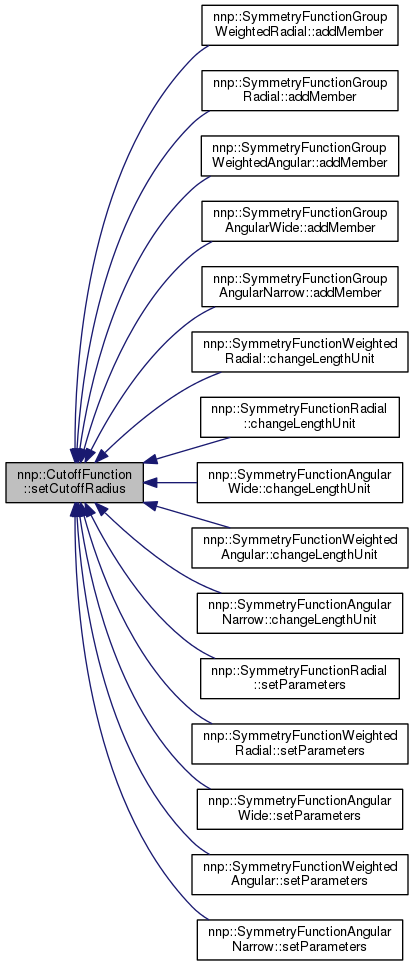 nnp::SymmetryFunctionGroup
WeightedRadial::addMember
nnp::SymmetryFunctionGroup
Radial::addMember
nnp::SymmetryFunctionGroup
WeightedAngular::addMember
nnp::SymmetryFunctionGroup
AngularWide::addMember
nnp::SymmetryFunctionGroup
AngularNarrow::addMember
nnp::SymmetryFunctionWeighted
Radial::changeLengthUnit
nnp::SymmetryFunctionRadial
::changeLengthUnit
nnp::CutoffFunction
::setCutoffRadius
nnp::SymmetryFunctionAngular
Wide::changeLengthUnit
nnp::SymmetryFunctionWeighted
Angular::changeLengthUnit
nnp::SymmetryFunctionAngular
Narrow::changeLengthUnit
nnp::SymmetryFunctionRadial
::setParameters
nnp::SymmetryFunctionWeighted
Radial::setParameters
nnp::SymmetryFunctionAngular
Wide::setParameters
nnp::SymmetryFunctionWeighted
Angular::setParameters
nnp::SymmetryFunctionAngular
Narrow::setParameters